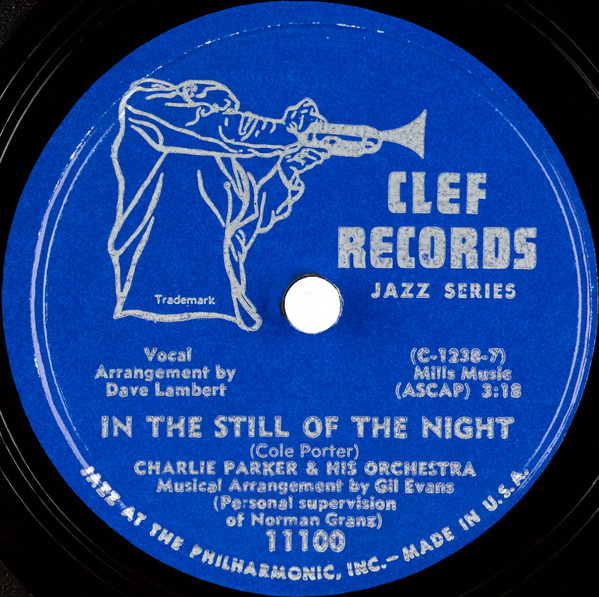 CLEF
RECORDS
JAZZ SERIES
Trademark
Vocal
Arrangement by
Dave Lambert
(C-1238-7)
Mills Music
(ASCAP) 3:18
IN THE STILL OF THE NIGHT
(Cole Porter)
CHARLIE PARKER & HIS ORCHESTRA
Musical Arrangement by Gil Evans
(Personal supervision
of Norman Granz)
11100
JAZZ AT THE PHILHARMONIC, INC.—MADE IN U.S.A.